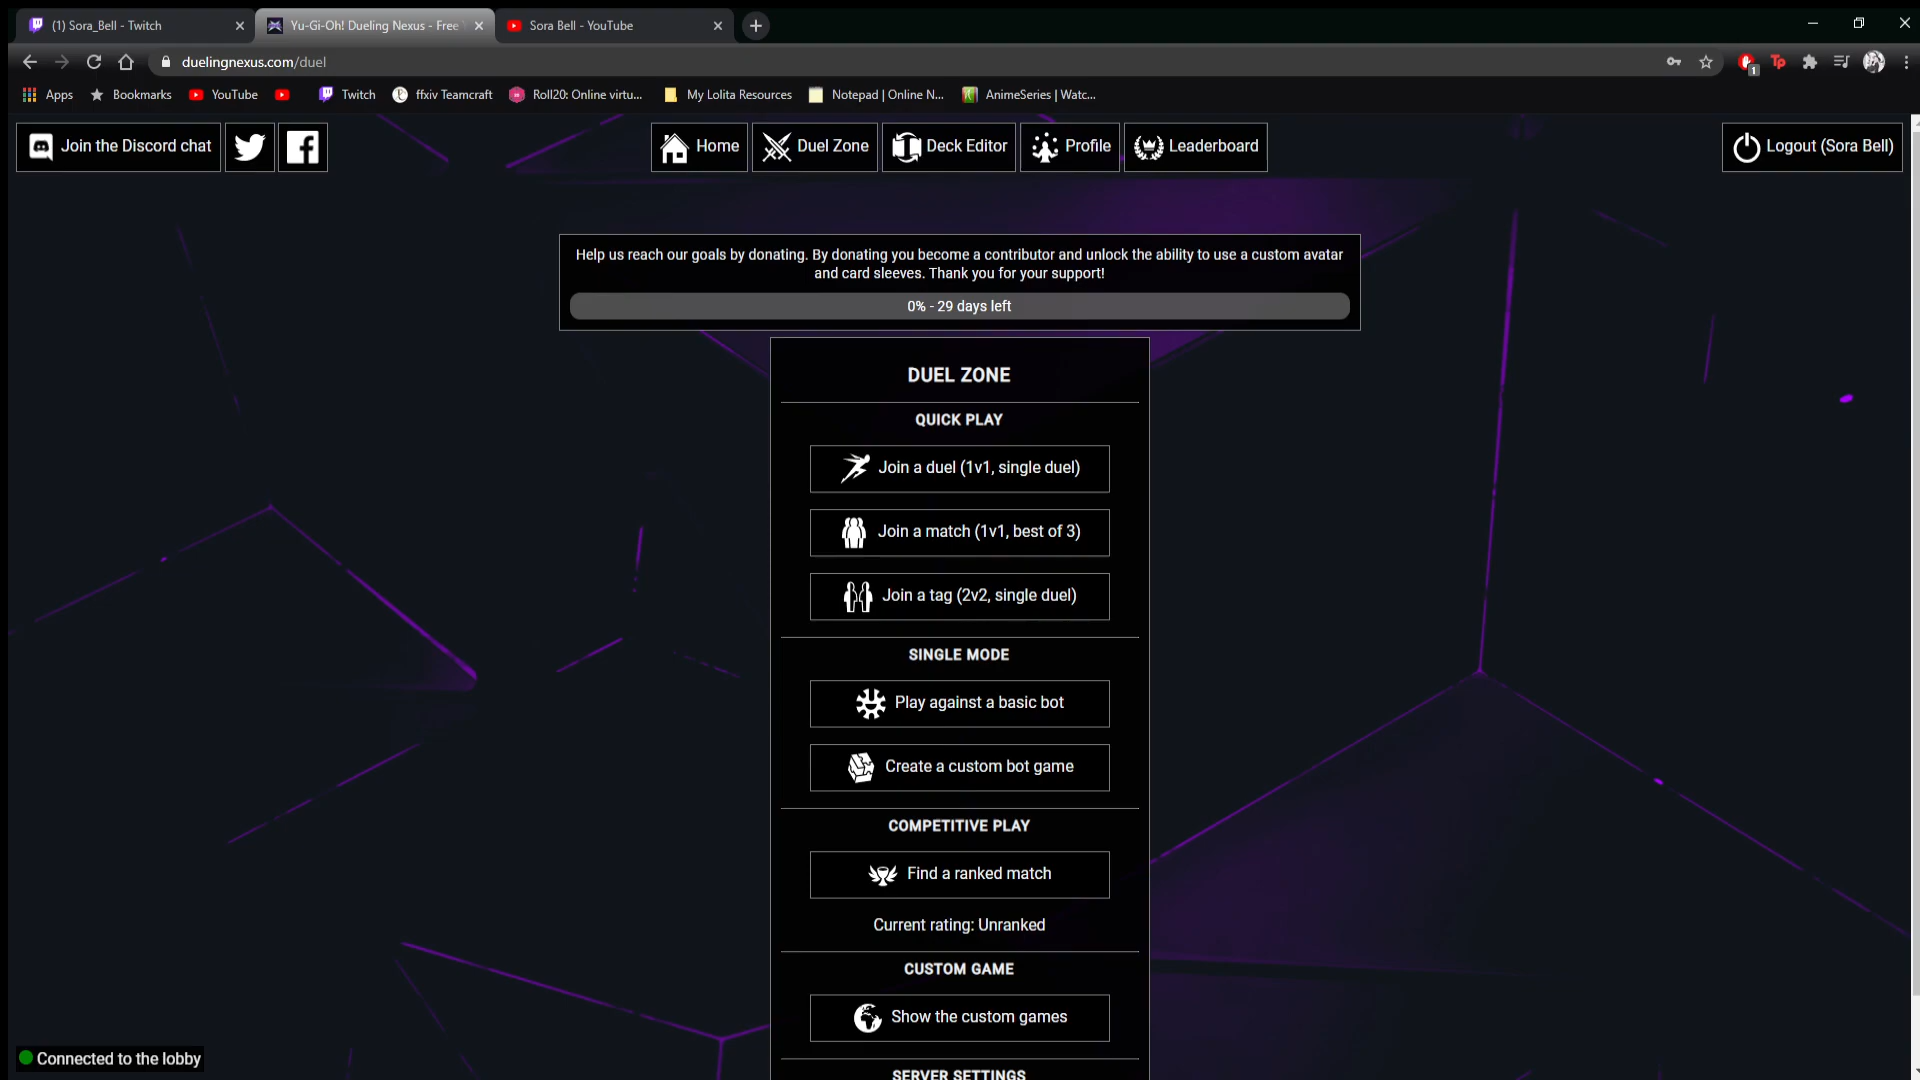 (1) Sora_Bell - Twitch
Yu-Gi-Oh! Dueling Nexus - Free
Sora Bell - YouTube
duelingnexus.com/duel
1
Tp
Apps
Bookmarks
YouTube
Twitch
ffxiv Teamcraft
Roll20: Online virtu...
My Lolita Resources
Notepad | Online N...
AnimeSeries | Watc...
Join the Discord chat
Home
Duel Zone
Deck Editor
Profile
Leaderboard
Logout (Sora Bell)
Help us reach our goals by donating. By donating you become a contributor and unlock the ability to use a custom avatar
and card sleeves. Thank you for your support!
0% - 29 days left
DUEL ZONE
QUICK PLAY
Join a duel (1v1, single duel)
Join a match (1v1, best of 3)
Join a tag (2v2, single duel)
SINGLE MODE
Play against a basic bot
Create a custom bot game
COMPETITIVE PLAY
Find a ranked match
Current rating: Unranked
CUSTOM GAME
Show the custom games
SERVER SETTINGS
Connected to the lobby